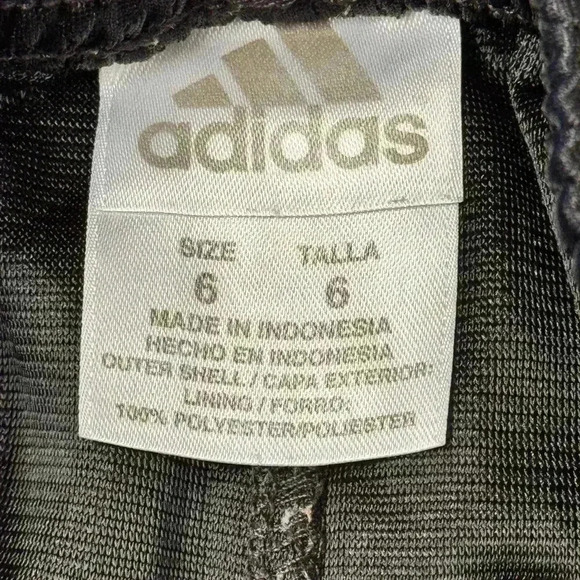 adidas
SIZE TALLA
6 6
MADE IN INDONESIA
HECHO EN INDONESIA
OUTER SHELL / CAPA EXTERIOR:
LINING / FORRO:
100% POLYESTER/POLIESTER